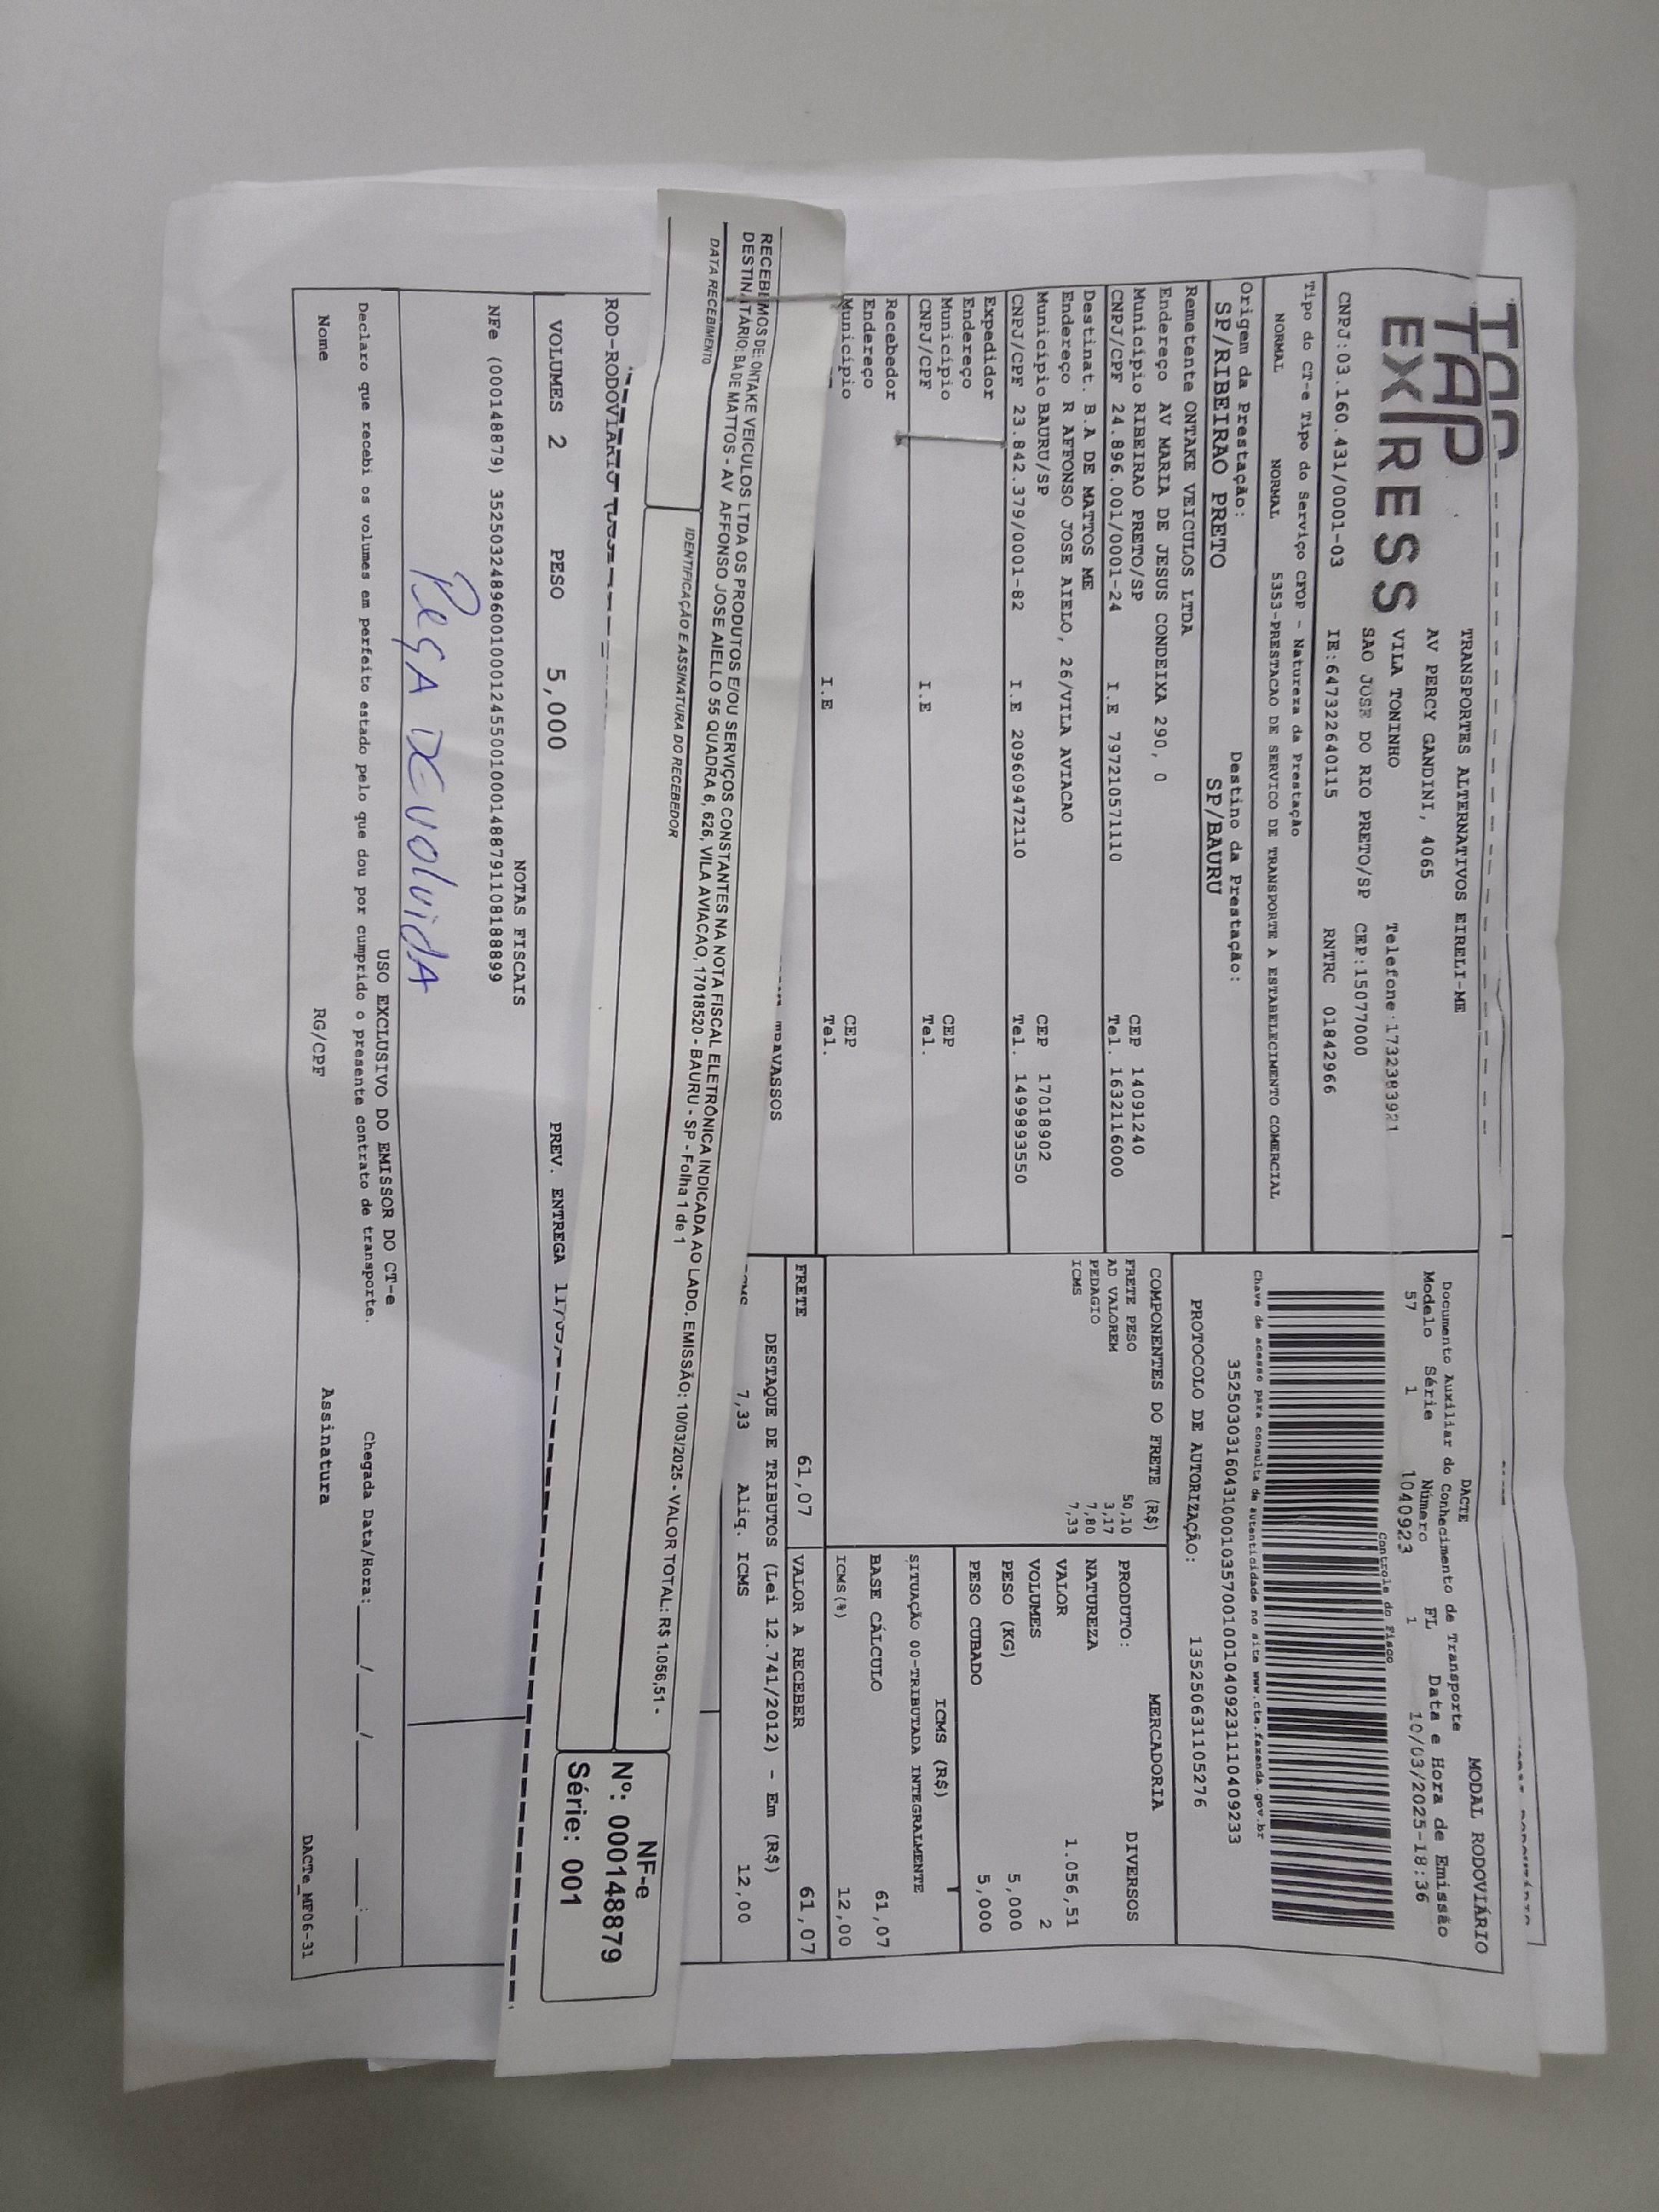 TAP
EXPRESS
TRANSPORTES ALTERNATIVOS EIRELI-ME
AV PERCY GANDINI, 4065
VILA TONINHO
Telefone:1732383921
SAO JOSE DO RIO PRETO/SP CEP:15077000
CNPJ:03.160.431/0001-03 IE:647322640115 RNTRC 01842966
DACTE
MODAL RODOVIÁRIO
Documento Auxiliar do Conhecimento de Transporte
Modelo Série Número FL Data e Hora de Emissão
57 1 1040923 1 10/03/2025-18:36
Controle do Fisco
Chave de acesso para consulta de autenticidade no site www.cte.fazenda.gov.br
35250303160431000103570010010409231110409233
PROTOCOLO DE AUTORIZAÇÃO: 135250631105276
Tipo do CT-e Tipo do Serviço CFOP - Natureza da Prestação
NORMAL NORMAL 5353-PRESTACAO DE SERVICO DE TRANSPORTE A ESTABELECIMENTO COMERCIAL
Origem da Prestação: Destino da Prestação:
SP/RIBEIRAO PRETO SP/BAURU
Remetente ONTAKE VEICULOS LTDA
Endereço AV MARIA DE JESUS CONDEIXA 290, 0
Município RIBEIRAO PRETO/SP CEP 14091240
CNPJ/CPF 24.896.001/0001-24 I.E 797210571110 Tel. 1632116000
Destinat. B.A DE MATTOS ME
Endereço R AFFONSO JOSE AIELO, 26/VILA AVIACAO
Município BAURU/SP CEP 17018902
CNPJ/CPF 23.842.379/0001-82 I.E 209609472110 Tel. 1499893550
Expedidor
Endereço
Município CEP
CNPJ/CPF I.E Tel.
Recebedor
Endereço
Município CEP
I.E Tel.
COMPONENTES DO FRETE (R$)
FRETE PESO 50,10
AD VALOREM 3,17
PEDAGIO 7,80
ICMS 7,33
MERCADORIA
PRODUTO: DIVERSOS
NATUREZA
VALOR 1.056,51
VOLUMES 2
PESO (KG) 5,000
PESO CUBADO 5,000
ICMS (R$)
SITUAÇÃO 00-TRIBUTADA INTEGRALMENTE
BASE CÁLCULO 61,07
ICMS(%) 12,00
FRETE 61,07 VALOR A RECEBER 61,07
DESTAQUE DE TRIBUTOS (Lei 12.741/2012) - Em (R$)
7,33 Aliq. ICMS 12,00
RECEBEMOS DE: ONTAKE VEICULOS LTDA OS PRODUTOS E/OU SERVIÇOS CONSTANTES NA NOTA FISCAL ELETRÔNICA INDICADA AO LADO. EMISSÃO: 10/03/2025 - VALOR TOTAL: R$ 1.056,51 -
DESTINATÁRIO: BA DE MATTOS - AV AFFONSO JOSE AIELLO 55 QUADRA 6, 626, VILA AVIACAO, 17018520 - BAURU - SP - Folha 1 de 1
DATA RECEBIMENTO IDENTIFICAÇÃO E ASSINATURA DO RECEBEDOR
NF-e
Nº: 000148879
Série: 001
VOLUMES 2 PESO 5,000 PREV. ENTREGA
NOTAS FISCAIS
NFe (000148879) 35250324896001000124550010001488791108188899
PeçA DEVOLVIDA
USO EXCLUSIVO DO EMISSOR DO CT-e
Declaro que recebi os volumes em perfeito estado pelo que dou por cumprido o presente contrato de transporte. Chegada Data/Hora:___/___/_____ ___:___
Nome RG/CPF Assinatura DACTe_MF06-31